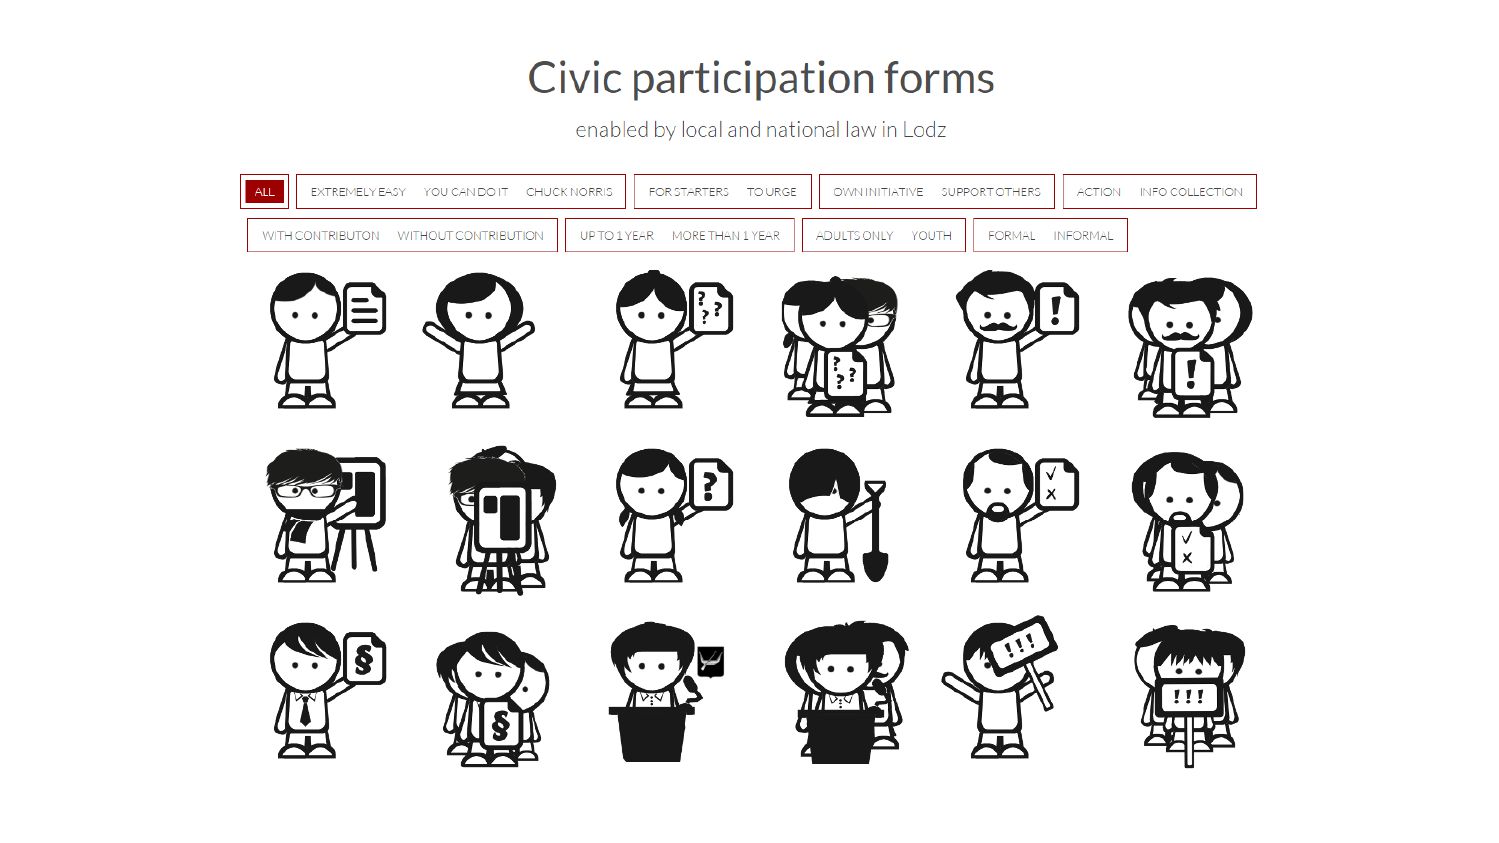 Civic participation forms
enabled by local and national law in Lodz
ALL EXTREMELY EASY YOU CAN DO IT CHUCK NORRIS FOR STARTERS TO URGE OWN INITIATIVE SUPPORT OTHERS ACTION INFO COLLECTION
WITH CONTRIBUTON WITHOUT CONTRIBUTION UP TO 1 YEAR MORE THAN 1 YEAR ADULTS ONLY YOUTH FORMAL INFORMAL
? ? ? ! ? ? ? !
? √ x √ x
§ § ! ! ! ! ! !